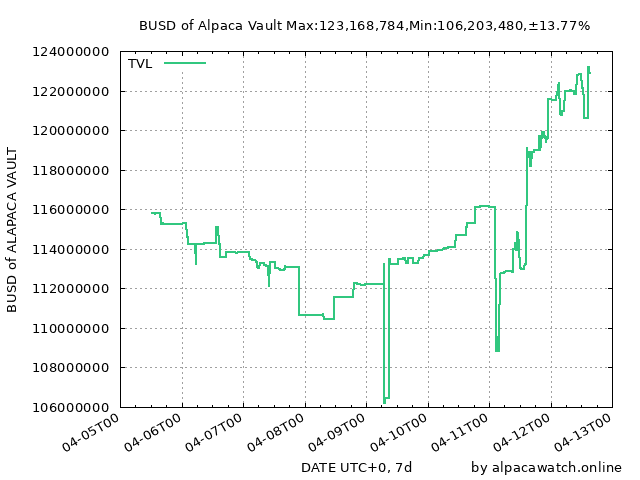 BUSD of Alpaca Vault Max:123,168,784,Min:106,203,480,±13.77%
TVL
124000000
122000000
120000000
118000000
116000000
114000000
112000000
110000000
108000000
106000000
BUSD of ALAPACA VAULT
04-05T00
04-06T00
04-07T00
04-08T00
04-09T00
04-10T00
04-11T00
04-12T00
04-13T00
DATE UTC+0, 7d
by alpacawatch.online